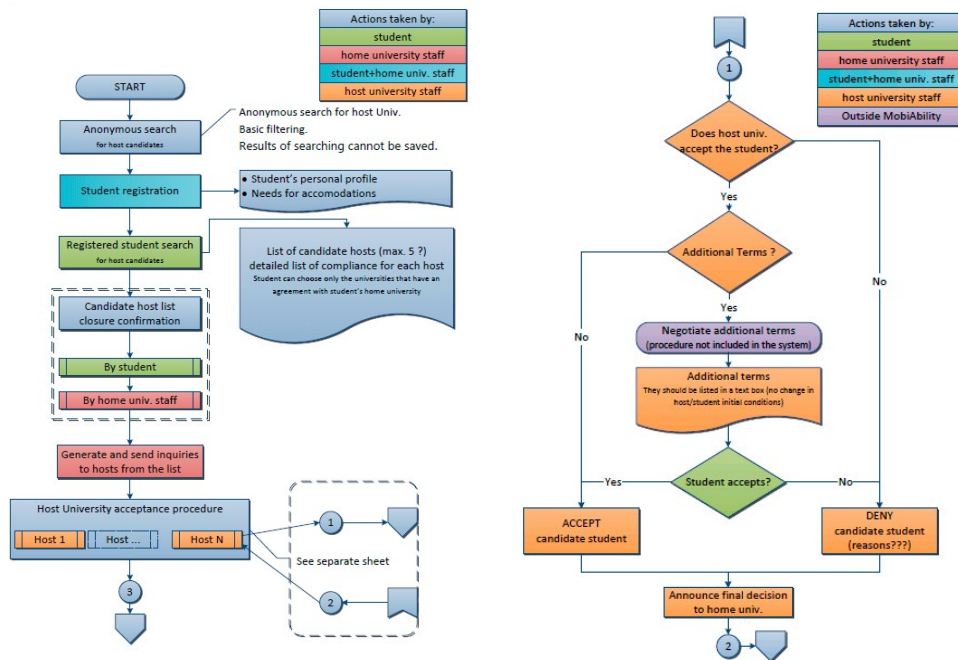 Actions taken by:
student
home university staff
student+home univ. staff
host university staff
START
Anonymous search
for host candidates
Anonymous search for host Univ.
Basic filtering.
Results of searching cannot be saved.
Student registration
• Student's personal profile
• Needs for accomodations
Registered student search
for host candidates
List of candidate hosts (max. 5 ?)
detailed list of compliance for each host
Student can choose only the universities that have an
agreement with student's home university
Candidate host list
closure confirmation
By student
By home univ. staff
Generate and send inquiries
to hosts from the list
Host University acceptance procedure
Host 1
Host ...
Host N
1
See separate sheet
2
3
Actions taken by:
student
home university staff
student+home univ. staff
host university staff
Outside MobiAbility
1
Does host univ.
accept the student?
Yes
Additional Terms ?
No
Yes
No
Negotiate additional terms
(procedure not included in the system)
Additional terms
They should be listed in a text box (no change in
host/student initial conditions)
Student accepts?
Yes
No
ACCEPT
candidate student
DENY
candidate student
(reasons???)
Announce final decision
to home univ.
2